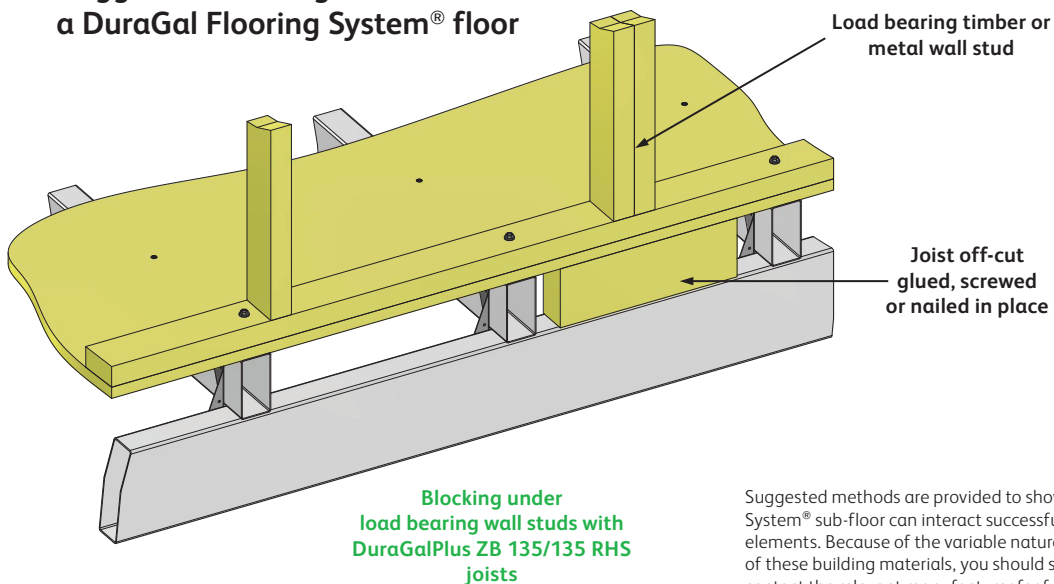 a DuraGal Flooring System® floor
Load bearing timber or
metal wall stud
Joist off-cut
glued, screwed
or nailed in place
Blocking under
load bearing wall studs with
DuraGalPlus ZB 135/135 RHS
joists
Suggested methods are provided to show
System® sub-floor can interact successfu
elements. Because of the variable nature
of these building materials, you should s